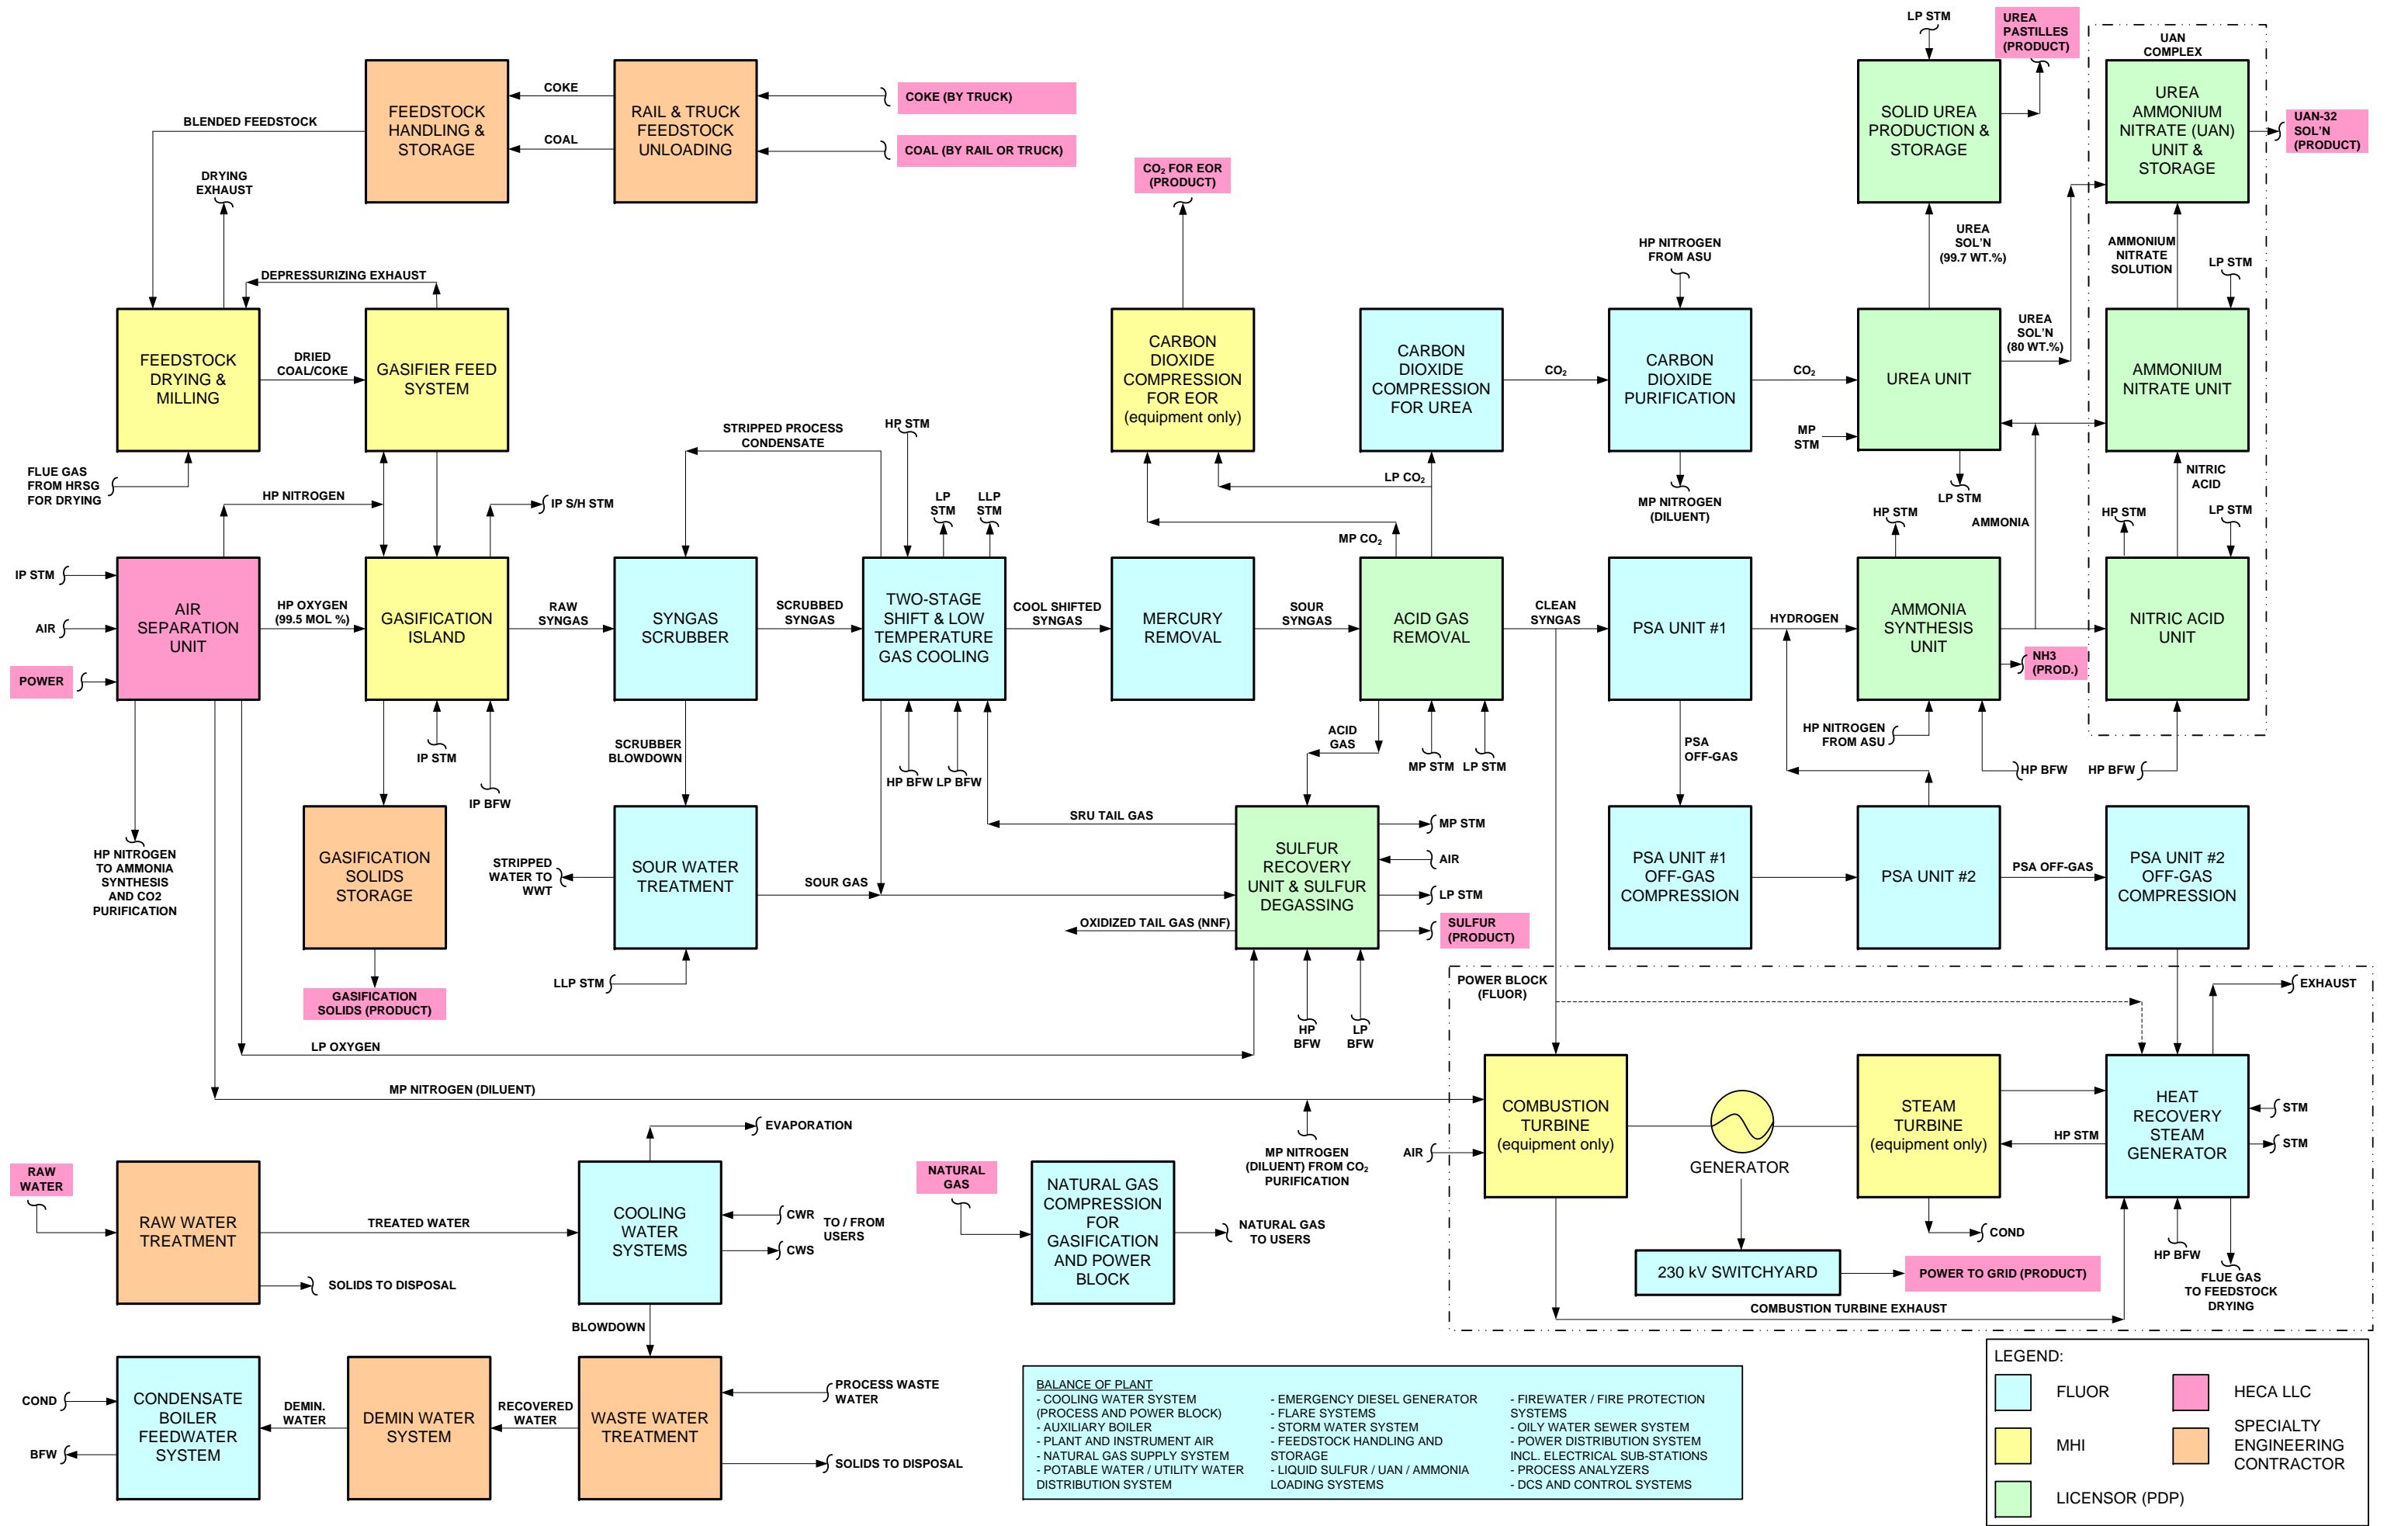 LP STM
UREA
PASTILLES
(PRODUCT)
UAN
COMPLEX
FEEDSTOCK
HANDLING &
STORAGE
COKE
COAL
RAIL & TRUCK
FEEDSTOCK
UNLOADING
COKE (BY TRUCK)
COAL (BY RAIL OR TRUCK)
BLENDED FEEDSTOCK
DRYING
EXHAUST
CO₂ FOR EOR
(PRODUCT)
SOLID UREA
PRODUCTION &
STORAGE
UREA
AMMONIUM
NITRATE (UAN)
UNIT &
STORAGE
UAN-32
SOL'N
(PRODUCT)
DEPRESSURIZING EXHAUST
HP NITROGEN
FROM ASU
UREA
SOL'N
(99.7 WT.%)
AMMONIUM
NITRATE
SOLUTION
LP STM
FEEDSTOCK
DRYING &
MILLING
DRIED
COAL/COKE
GASIFIER FEED
SYSTEM
CARBON
DIOXIDE
COMPRESSION
FOR EOR
(equipment only)
CARBON
DIOXIDE
COMPRESSION
FOR UREA
CO₂
CARBON
DIOXIDE
PURIFICATION
CO₂
UREA UNIT
UREA
SOL'N
(80 WT.%)
AMMONIUM
NITRATE UNIT
STRIPPED PROCESS
CONDENSATE
HP STM
MP
STM
FLUE GAS
FROM HRSG
FOR DRYING
HP NITROGEN
IP S/H STM
LP
STM
LLP
STM
LP CO₂
MP CO₂
MP NITROGEN
(DILUENT)
LP STM
NITRIC
ACID
HP STM
AMMONIA
HP STM
LP STM
IP STM
AIR
POWER
AIR
SEPARATION
UNIT
HP OXYGEN
(99.5 MOL %)
GASIFICATION
ISLAND
RAW
SYNGAS
SYNGAS
SCRUBBER
SCRUBBED
SYNGAS
TWO-STAGE
SHIFT & LOW
TEMPERATURE
GAS COOLING
COOL SHIFTED
SYNGAS
MERCURY
REMOVAL
SOUR
SYNGAS
ACID GAS
REMOVAL
CLEAN
SYNGAS
PSA UNIT #1
HYDROGEN
AMMONIA
SYNTHESIS
UNIT
NH3
(PROD.)
NITRIC ACID
UNIT
SCRUBBER
BLOWDOWN
IP STM
IP BFW
HP BFW
LP BFW
ACID
GAS
MP STM
LP STM
PSA
OFF-GAS
HP NITROGEN
FROM ASU
HP BFW
HP BFW
HP NITROGEN
TO AMMONIA
SYNTHESIS
AND CO2
PURIFICATION
GASIFICATION
SOLIDS
STORAGE
STRIPPED
WATER TO
WWT
SOUR WATER
TREATMENT
SOUR GAS
SRU TAIL GAS
OXIDIZED TAIL GAS (NNF)
SULFUR
RECOVERY
UNIT & SULFUR
DEGASSING
MP STM
AIR
LP STM
SULFUR
(PRODUCT)
PSA UNIT #1
OFF-GAS
COMPRESSION
PSA UNIT #2
PSA OFF-GAS
PSA UNIT #2
OFF-GAS
COMPRESSION
GASIFICATION
SOLIDS (PRODUCT)
LLP STM
HP
BFW
LP
BFW
LP OXYGEN
MP NITROGEN (DILUENT)
POWER BLOCK
(FLUOR)
EXHAUST
COMBUSTION
TURBINE
(equipment only)
AIR
GENERATOR
STEAM
TURBINE
(equipment only)
HP STM
HEAT
RECOVERY
STEAM
GENERATOR
STM
STM
MP NITROGEN
(DILUENT) FROM CO₂
PURIFICATION
COND
HP BFW
FLUE GAS
TO FEEDSTOCK
DRYING
230 kV SWITCHYARD
POWER TO GRID (PRODUCT)
COMBUSTION TURBINE EXHAUST
RAW
WATER
RAW WATER
TREATMENT
TREATED WATER
SOLIDS TO DISPOSAL
EVAPORATION
COOLING
WATER
SYSTEMS
CWR
CWS
TO / FROM
USERS
NATURAL
GAS
NATURAL GAS
COMPRESSION
FOR
GASIFICATION
AND POWER
BLOCK
NATURAL GAS
TO USERS
BLOWDOWN
COND
BFW
CONDENSATE
BOILER
FEEDWATER
SYSTEM
DEMIN.
WATER
DEMIN WATER
SYSTEM
RECOVERED
WATER
WASTE WATER
TREATMENT
PROCESS WASTE
WATER
SOLIDS TO DISPOSAL
BALANCE OF PLANT
- COOLING WATER SYSTEM
(PROCESS AND POWER BLOCK)
- AUXILIARY BOILER
- PLANT AND INSTRUMENT AIR
- NATURAL GAS SUPPLY SYSTEM
- POTABLE WATER / UTILITY WATER
DISTRIBUTION SYSTEM
- EMERGENCY DIESEL GENERATOR
- FLARE SYSTEMS
- STORM WATER SYSTEM
- FEEDSTOCK HANDLING AND
STORAGE
- LIQUID SULFUR / UAN / AMMONIA
LOADING SYSTEMS
- FIREWATER / FIRE PROTECTION
SYSTEMS
- OILY WATER SEWER SYSTEM
- POWER DISTRIBUTION SYSTEM
INCL. ELECTRICAL SUB-STATIONS
- PROCESS ANALYZERS
- DCS AND CONTROL SYSTEMS
LEGEND:
FLUOR
HECA LLC
MHI
SPECIALTY
ENGINEERING
CONTRACTOR
LICENSOR (PDP)